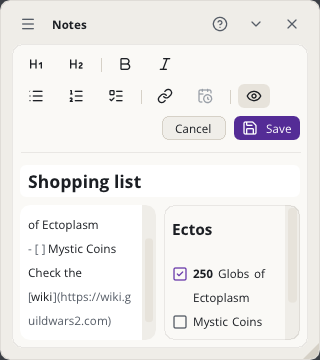 Notes
H1 H2 B I
Cancel Save
Shopping list
of Ectoplasm
- [ ] Mystic Coins
Check the
[wiki](https://wiki.g
uildwars2.com)
Ectos
250 Globs of
Ectoplasm
Mystic Coins